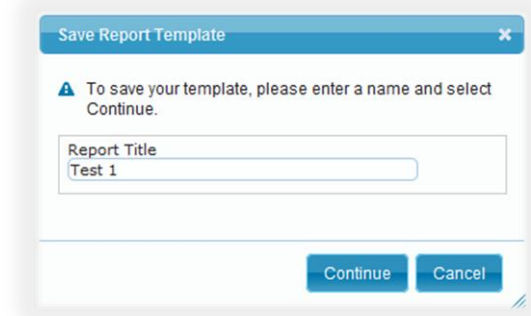 Save Report Template
To save your template, please enter a name and select
Continue.
Report Title
Test 1
Continue Cancel